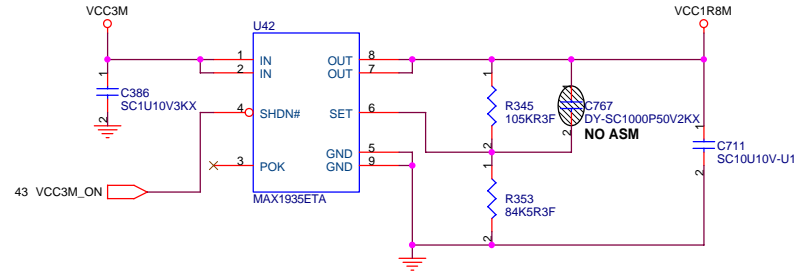 VCC3M
VCC1R8M
U42
1 IN
2 IN
OUT 8
OUT 7
1
2
C386
SC1U10V3KX
4 SHDN#
SET 6
1
2
R345
105KR3F
1
2
C767
DY-SC1000P50V2KX
NO ASM
3 POK
GND 5
GND 9
1
2
C711
SC10U10V-U1
43 VCC3M_ON
MAX1935ETA
1
2
R353
84K5R3F